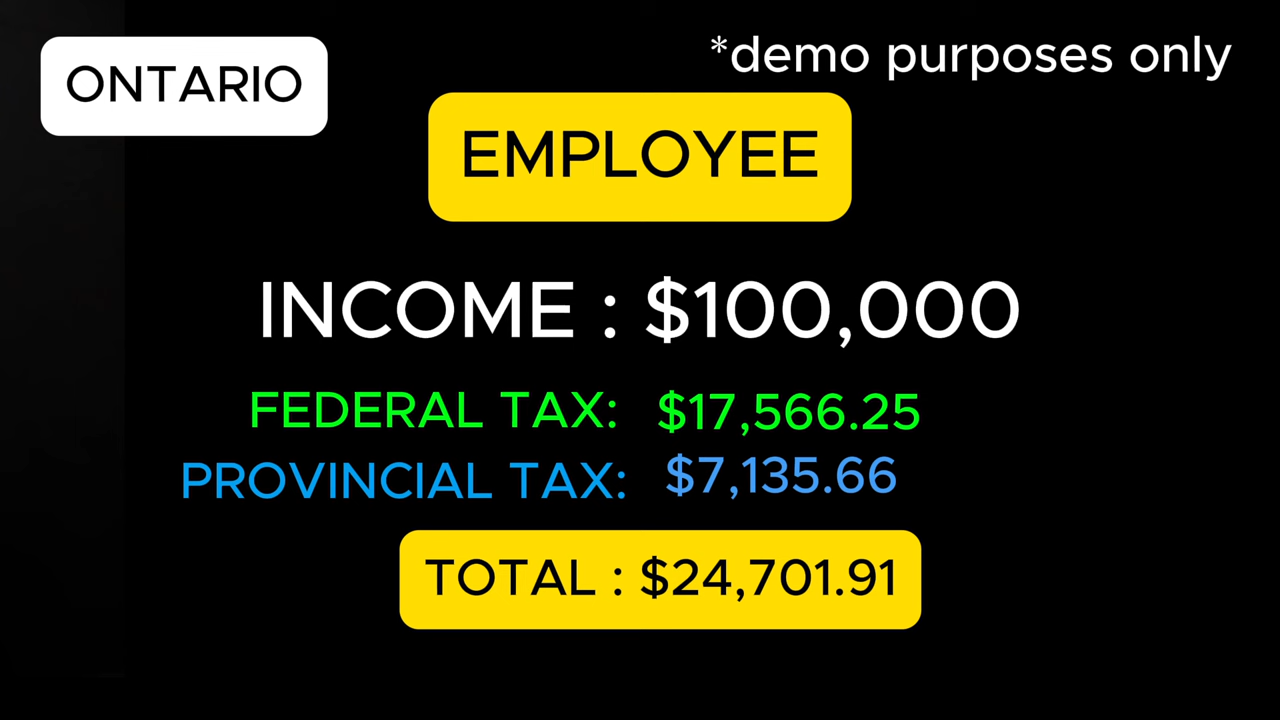 ONTARIO
*demo purposes only
EMPLOYEE
INCOME : $100,000
FEDERAL TAX: $17,566.25
PROVINCIAL TAX: $7,135.66
TOTAL : $24,701.91